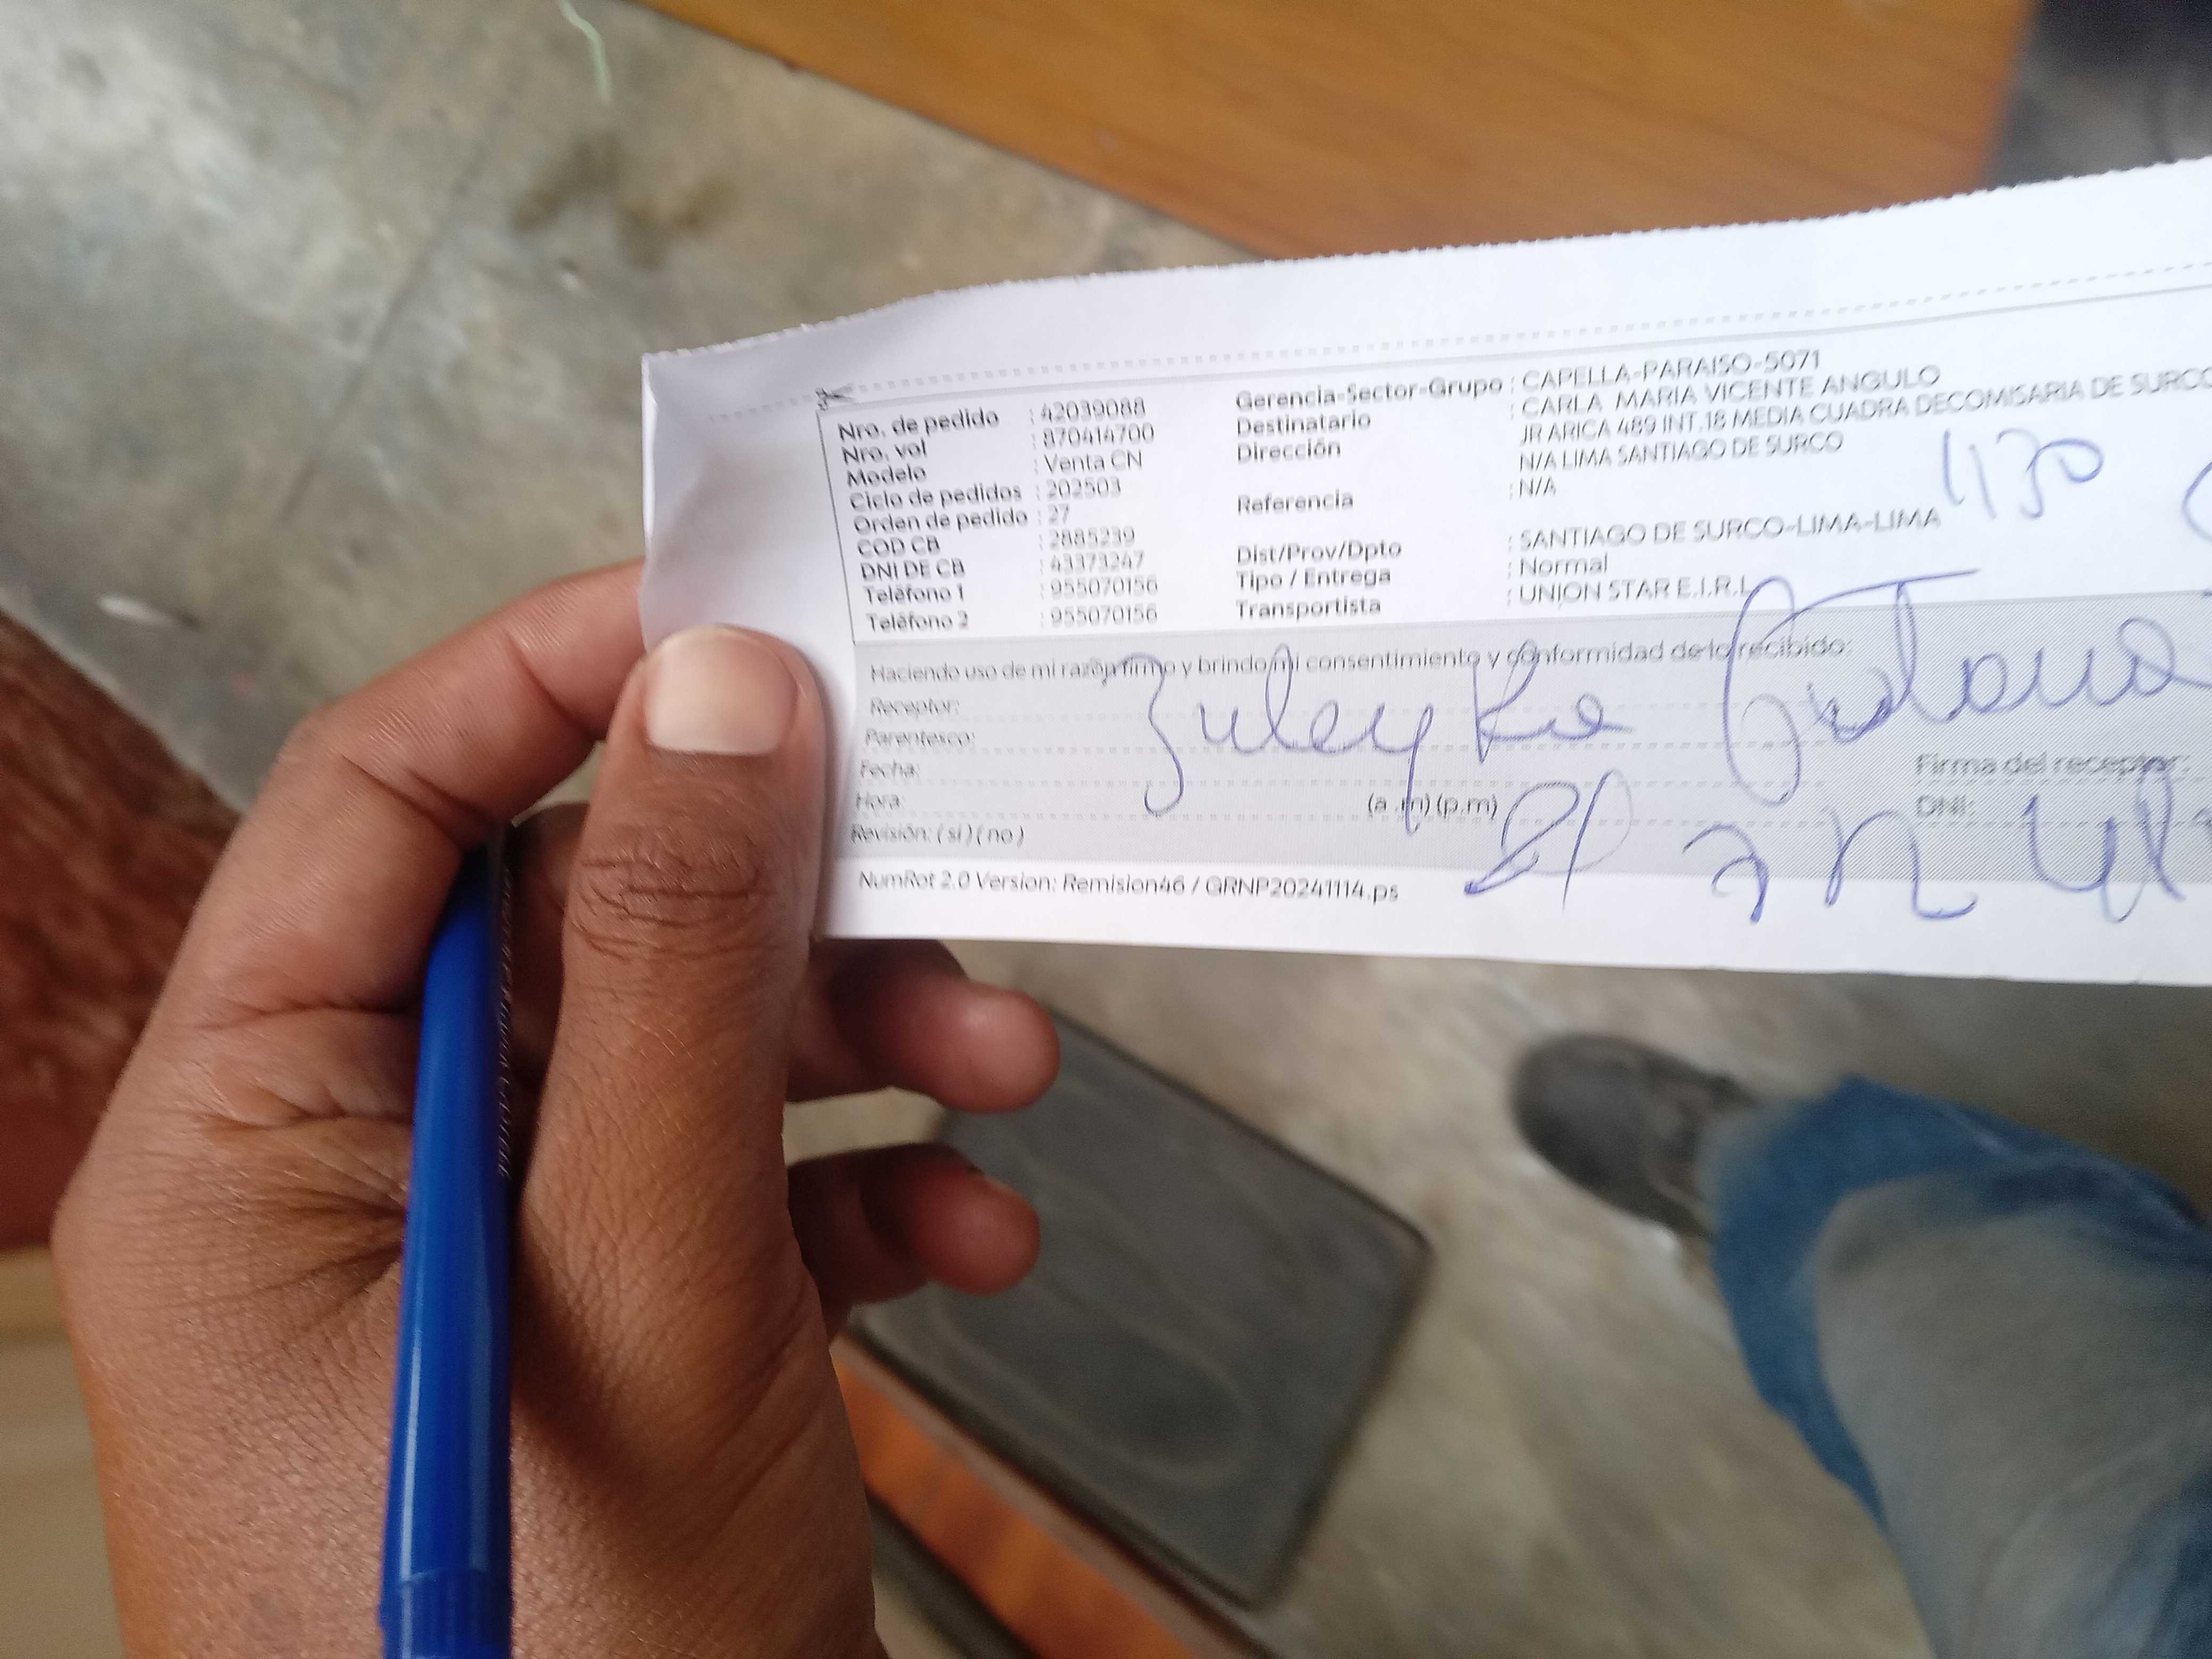 Nro. de pedido : 42039088
Nro. vol : 870414700
Modelo : Venta CN
Ciclo de pedidos : 202503
Orden de pedido : 27
COD CB : 2885239
DNI DE CB : 43373247
Teléfono 1 : 955070156
Teléfono 2 : 955070156
Gerencia-Sector-Grupo : CAPELLA-PARAISO-5071
Destinatario : CARLA MARIA VICENTE ANGULO
Dirección : JR ARICA 489 INT.18 MEDIA CUADRA DECOMISARIA DE SURCO
N/A LIMA SANTIAGO DE SURCO
Referencia : N/A
1130
Dist/Prov/Dpto : SANTIAGO DE SURCO-LIMA-LIMA
Tipo / Entrega : Normal
Transportista : UNION STAR E.I.R.L
Haciendo uso de mi razón firmo y brindo mi consentimiento y conformidad de lo recibido:
Receptor:
Zuleyka
Parentesco:
Fecha:
Firma del receptor:
Hora: (a .m) (p.m)
DNI:
Revisión: ( si ) ( no )
NumRot 2.0 Version: Remision46 / GRNP20241114.ps